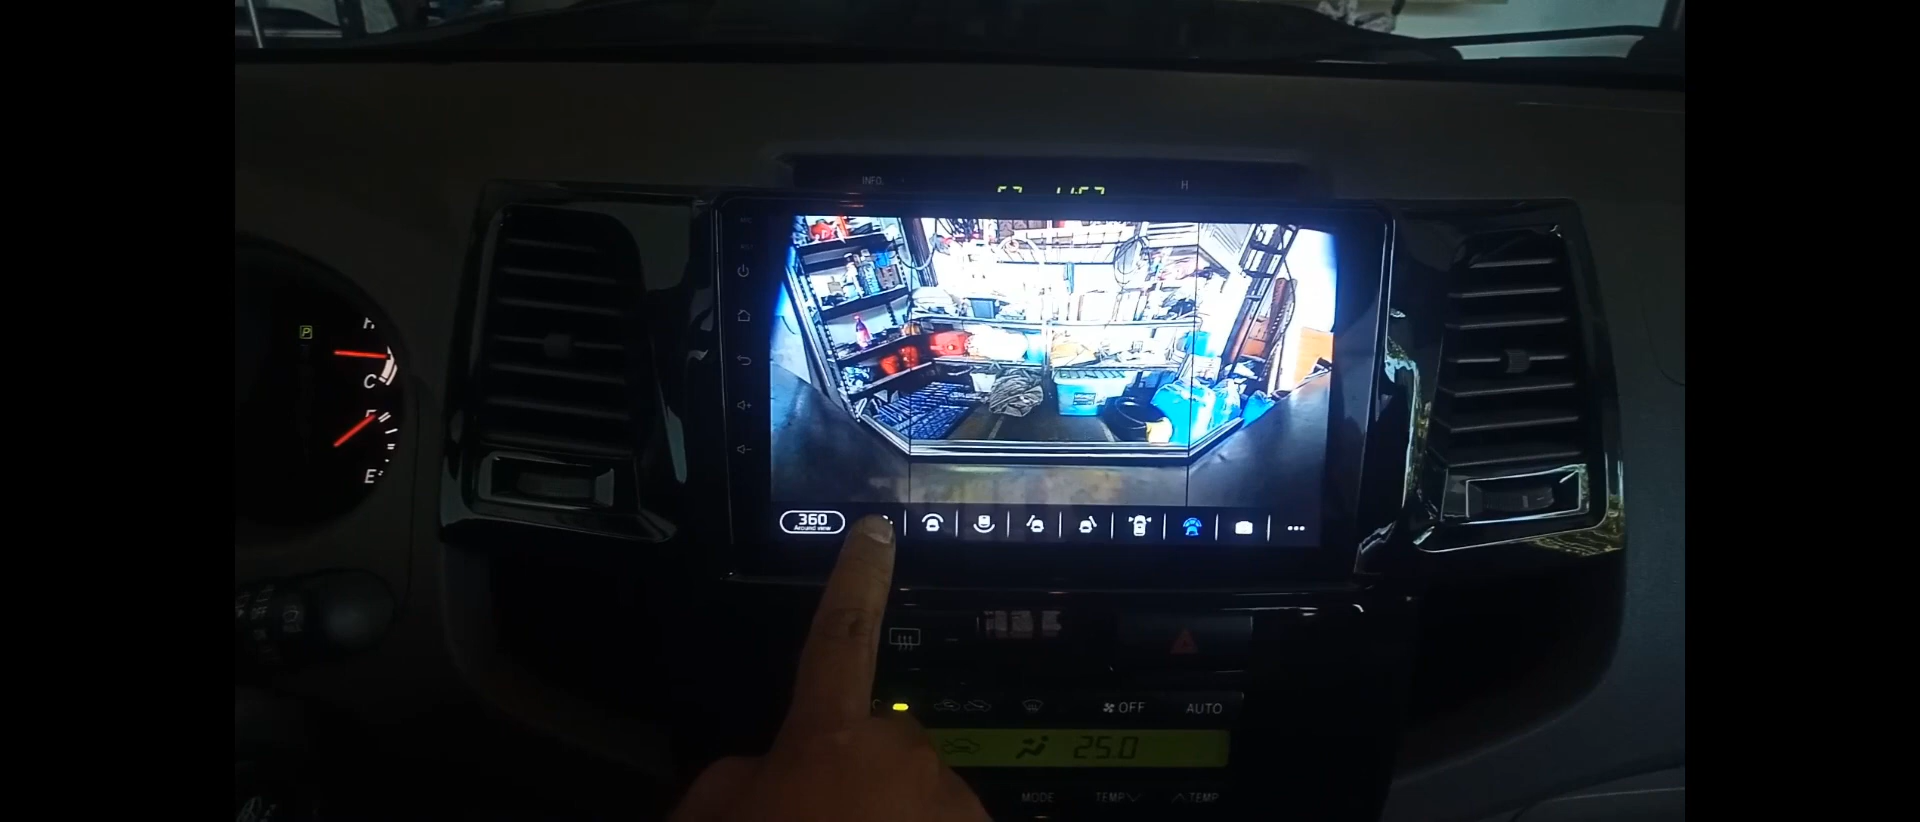 INFO.
H
P
H
C
F
E
360
Around view
OFF
AUTO
25.0
MODE
TEMP
TEMP